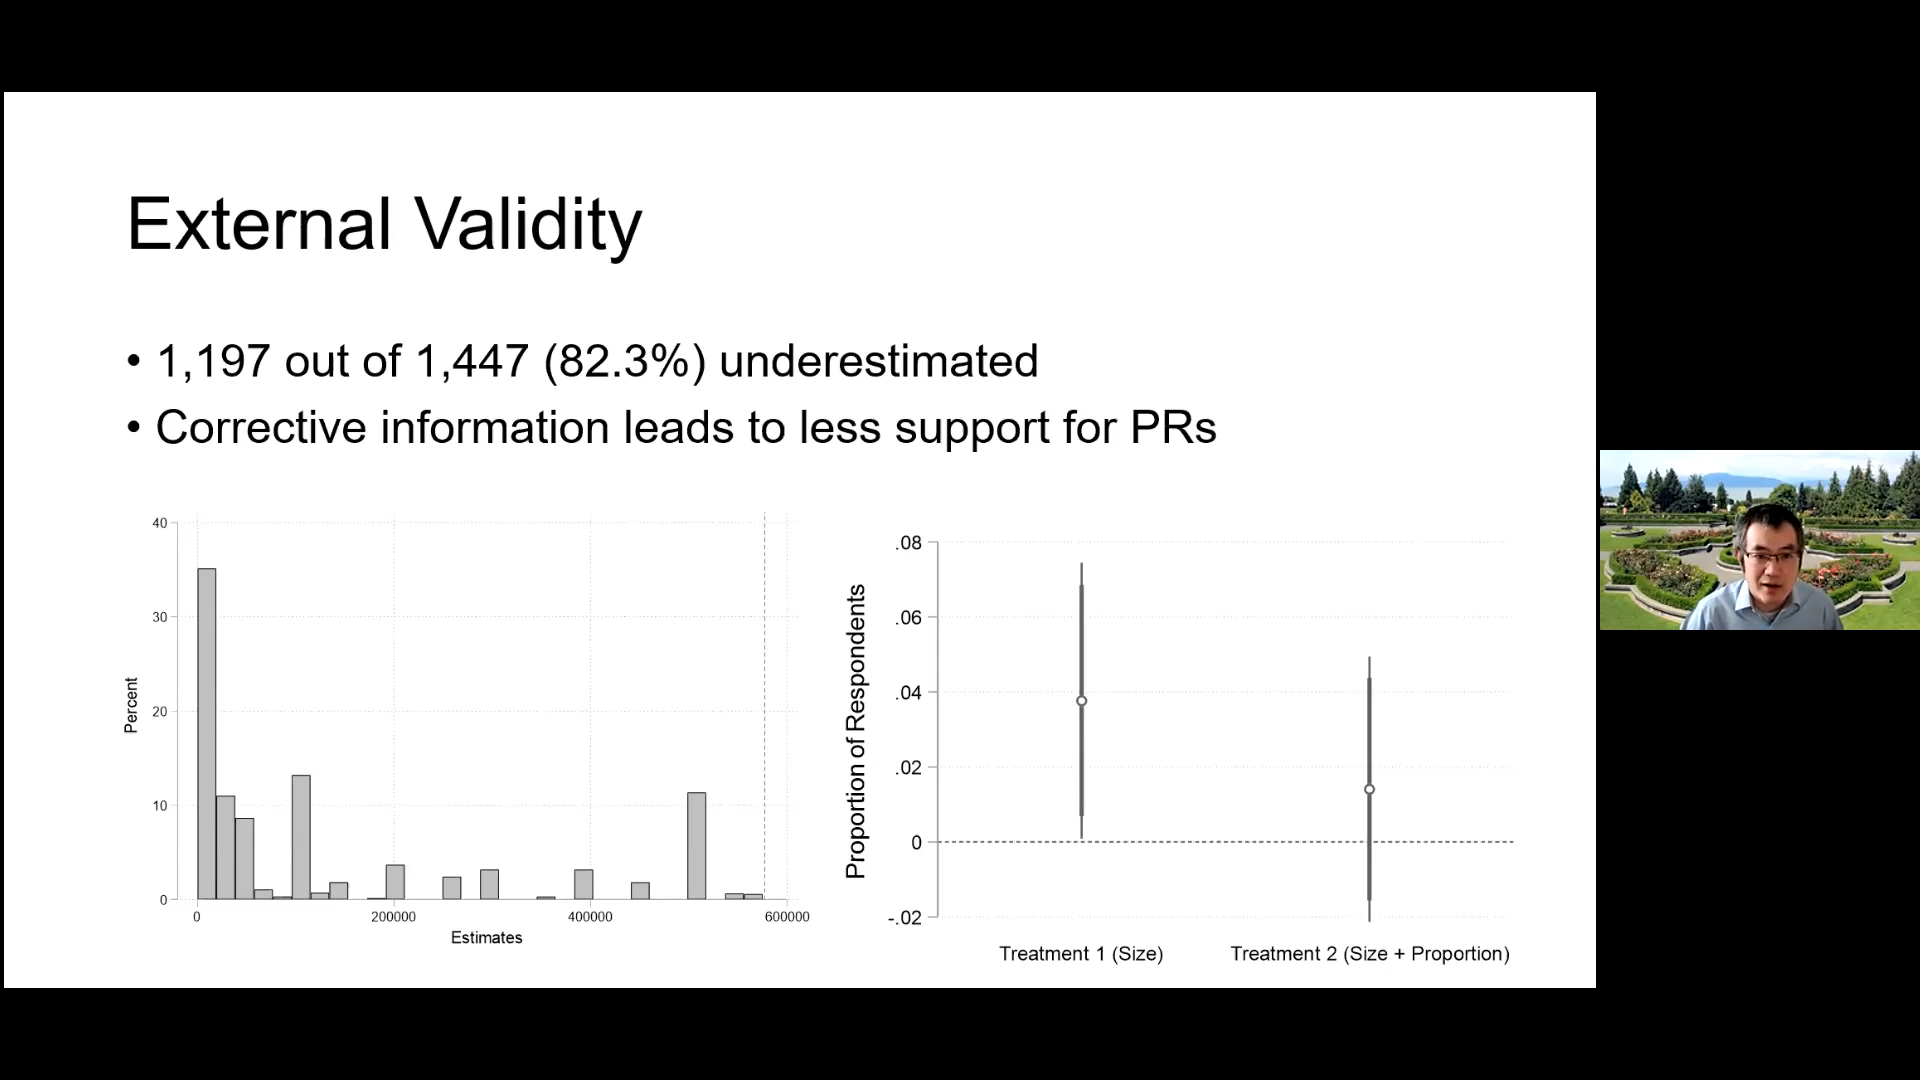 External Validity
• 1,197 out of 1,447 (82.3%) underestimated
• Corrective information leads to less support for PRs
40
30
20
10
0
Percent
0 200000 400000 600000
Estimates
.08
.06
.04
.02
0
-.02
Proportion of Respondents
Treatment 1 (Size) Treatment 2 (Size + Proportion)